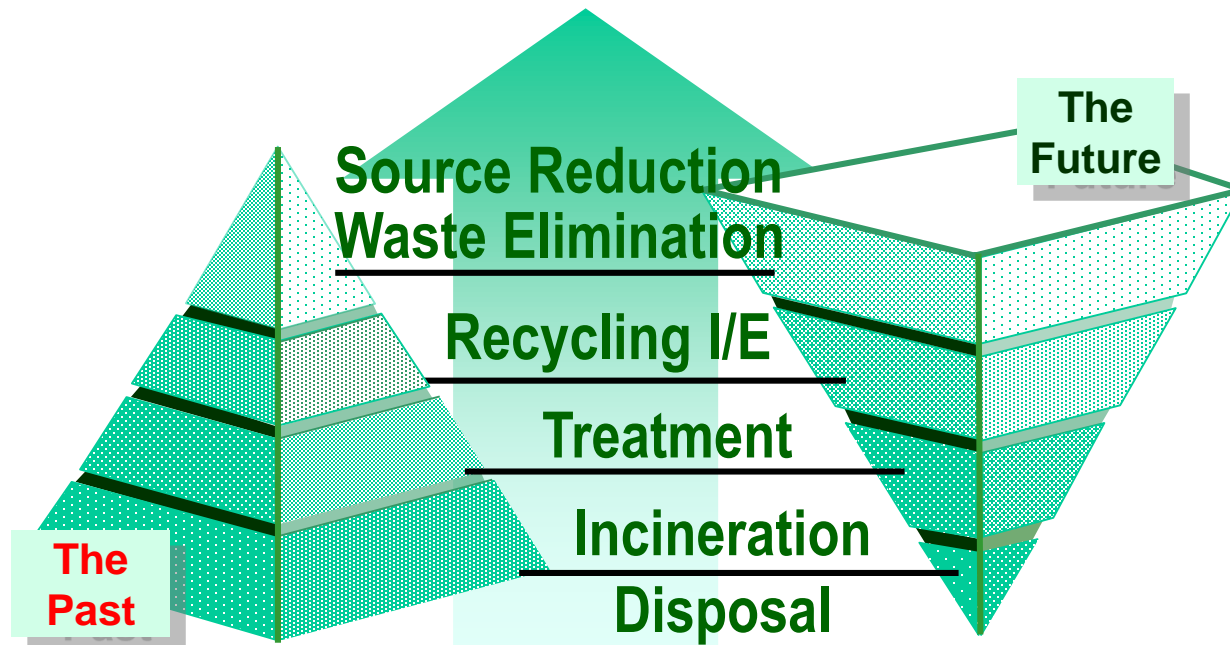 The
Future
Source Reduction
Waste Elimination
Recycling I/E
Treatment
Incineration
Disposal
The
Past